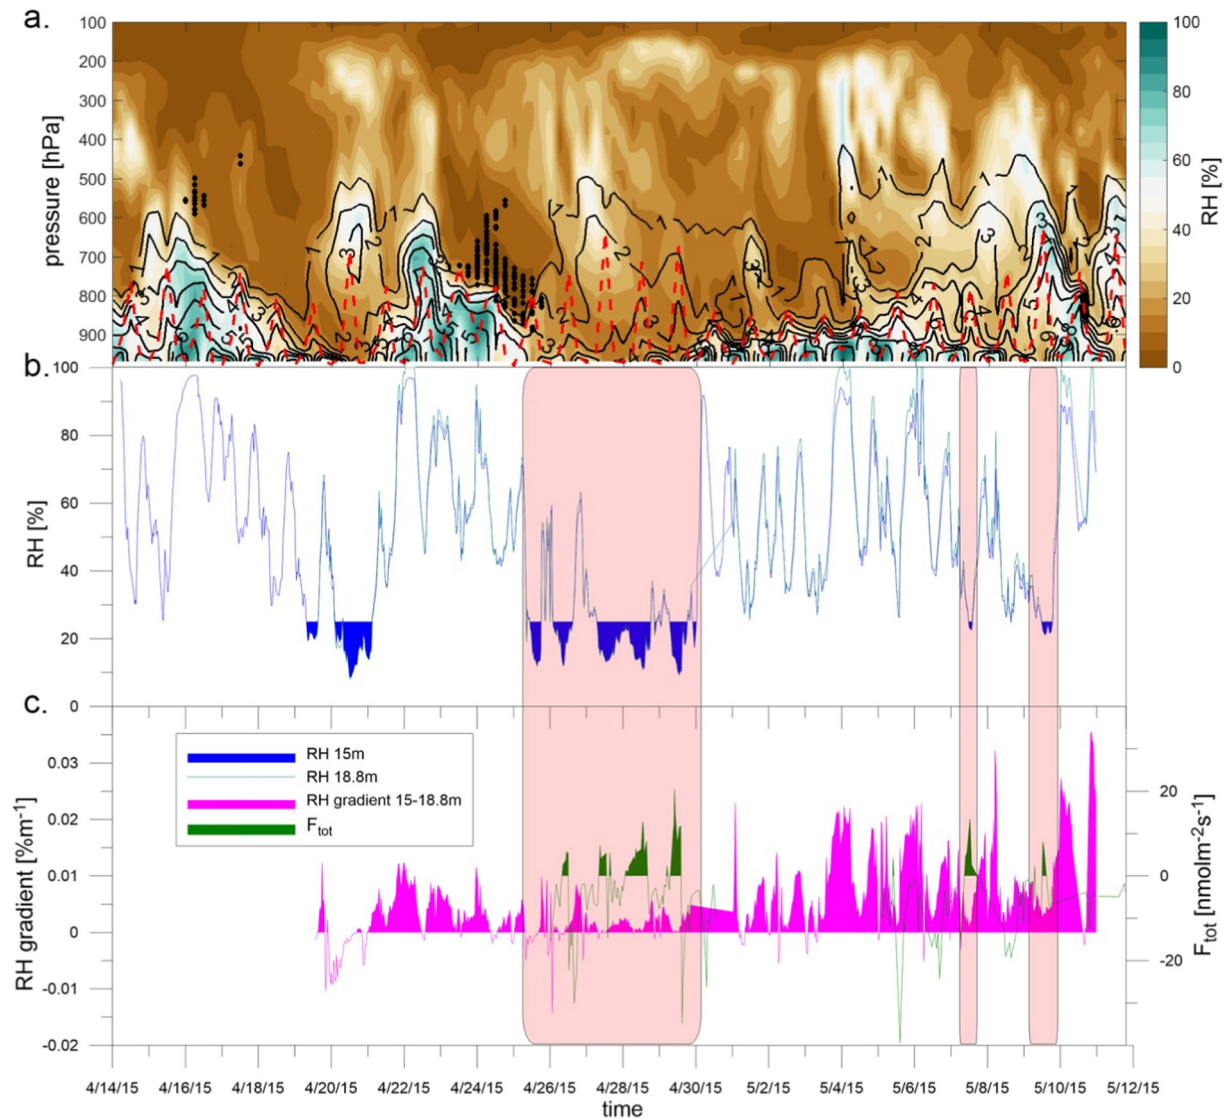 a.
100
200
300
400
500
600
700
800
900
pressure [hPa]
100
80
60
40
20
0
RH [%]
b.
100
80
60
40
20
0
RH [%]
c.
RH 15m
RH 18.8m
RH gradient 15-18.8m
Ftot
0.03
0.02
0.01
0
-0.01
-0.02
RH gradient [%m-1]
20
0
-20
Ftot [nmolm-2s-1]
4/14/15 4/16/15 4/18/15 4/20/15 4/22/15 4/24/15 4/26/15 4/28/15 4/30/15 5/2/15 5/4/15 5/6/15 5/8/15 5/10/15 5/12/15
time